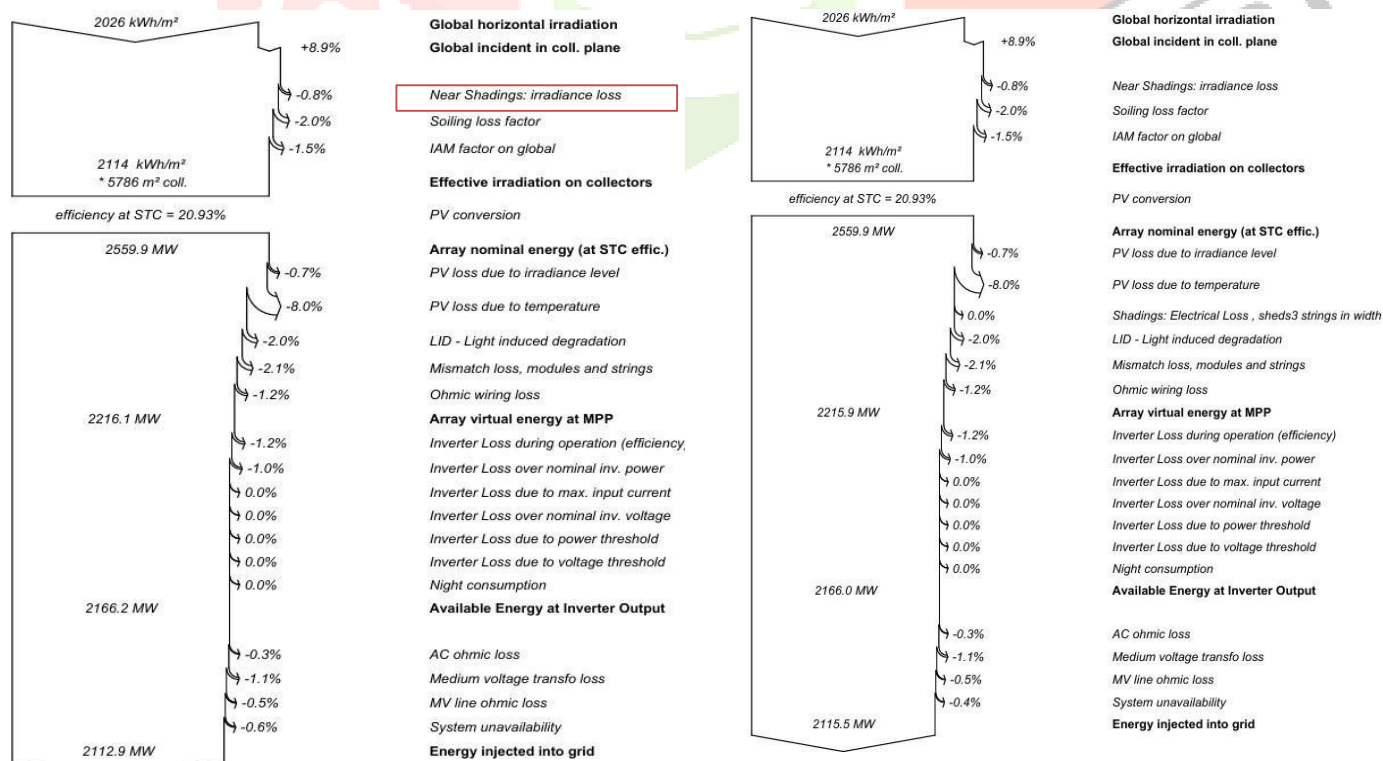 2026 kWh/m² Global horizontal irradiation
+8.9% Global incident in coll. plane
-0.8% Near Shadings: irradiance loss
-2.0% Soiling loss factor
-1.5% IAM factor on global
2114 kWh/m²
* 5786 m² coll.
Effective irradiation on collectors
efficiency at STC = 20.93% PV conversion
2559.9 MW Array nominal energy (at STC effic.)
-0.7% PV loss due to irradiance level
-8.0% PV loss due to temperature
-2.0% LID - Light induced degradation
-2.1% Mismatch loss, modules and strings
-1.2% Ohmic wiring loss
2216.1 MW Array virtual energy at MPP
-1.2% Inverter Loss during operation (efficiency
-1.0% Inverter Loss over nominal inv. power
0.0% Inverter Loss due to max. input current
0.0% Inverter Loss over nominal inv. voltage
0.0% Inverter Loss due to power threshold
0.0% Inverter Loss due to voltage threshold
0.0% Night consumption
2166.2 MW Available Energy at Inverter Output
-0.3% AC ohmic loss
-1.1% Medium voltage transfo loss
-0.5% MV line ohmic loss
-0.6% System unavailability
2112.9 MW Energy injected into grid
2026 kWh/m² Global horizontal irradiation
+8.9% Global incident in coll. plane
-0.8% Near Shadings: irradiance loss
-2.0% Soiling loss factor
-1.5% IAM factor on global
2114 kWh/m²
* 5786 m² coll.
Effective irradiation on collectors
efficiency at STC = 20.93% PV conversion
2559.9 MW Array nominal energy (at STC effic.)
-0.7% PV loss due to irradiance level
-8.0% PV loss due to temperature
0.0% Shadings: Electrical Loss , sheds3 strings in width
-2.0% LID - Light induced degradation
-2.1% Mismatch loss, modules and strings
-1.2% Ohmic wiring loss
2215.9 MW Array virtual energy at MPP
-1.2% Inverter Loss during operation (efficiency)
-1.0% Inverter Loss over nominal inv. power
0.0% Inverter Loss due to max. input current
0.0% Inverter Loss over nominal inv. voltage
0.0% Inverter Loss due to power threshold
0.0% Inverter Loss due to voltage threshold
0.0% Night consumption
2166.0 MW Available Energy at Inverter Output
-0.3% AC ohmic loss
-1.1% Medium voltage transfo loss
-0.5% MV line ohmic loss
-0.4% System unavailability
2115.5 MW Energy injected into grid